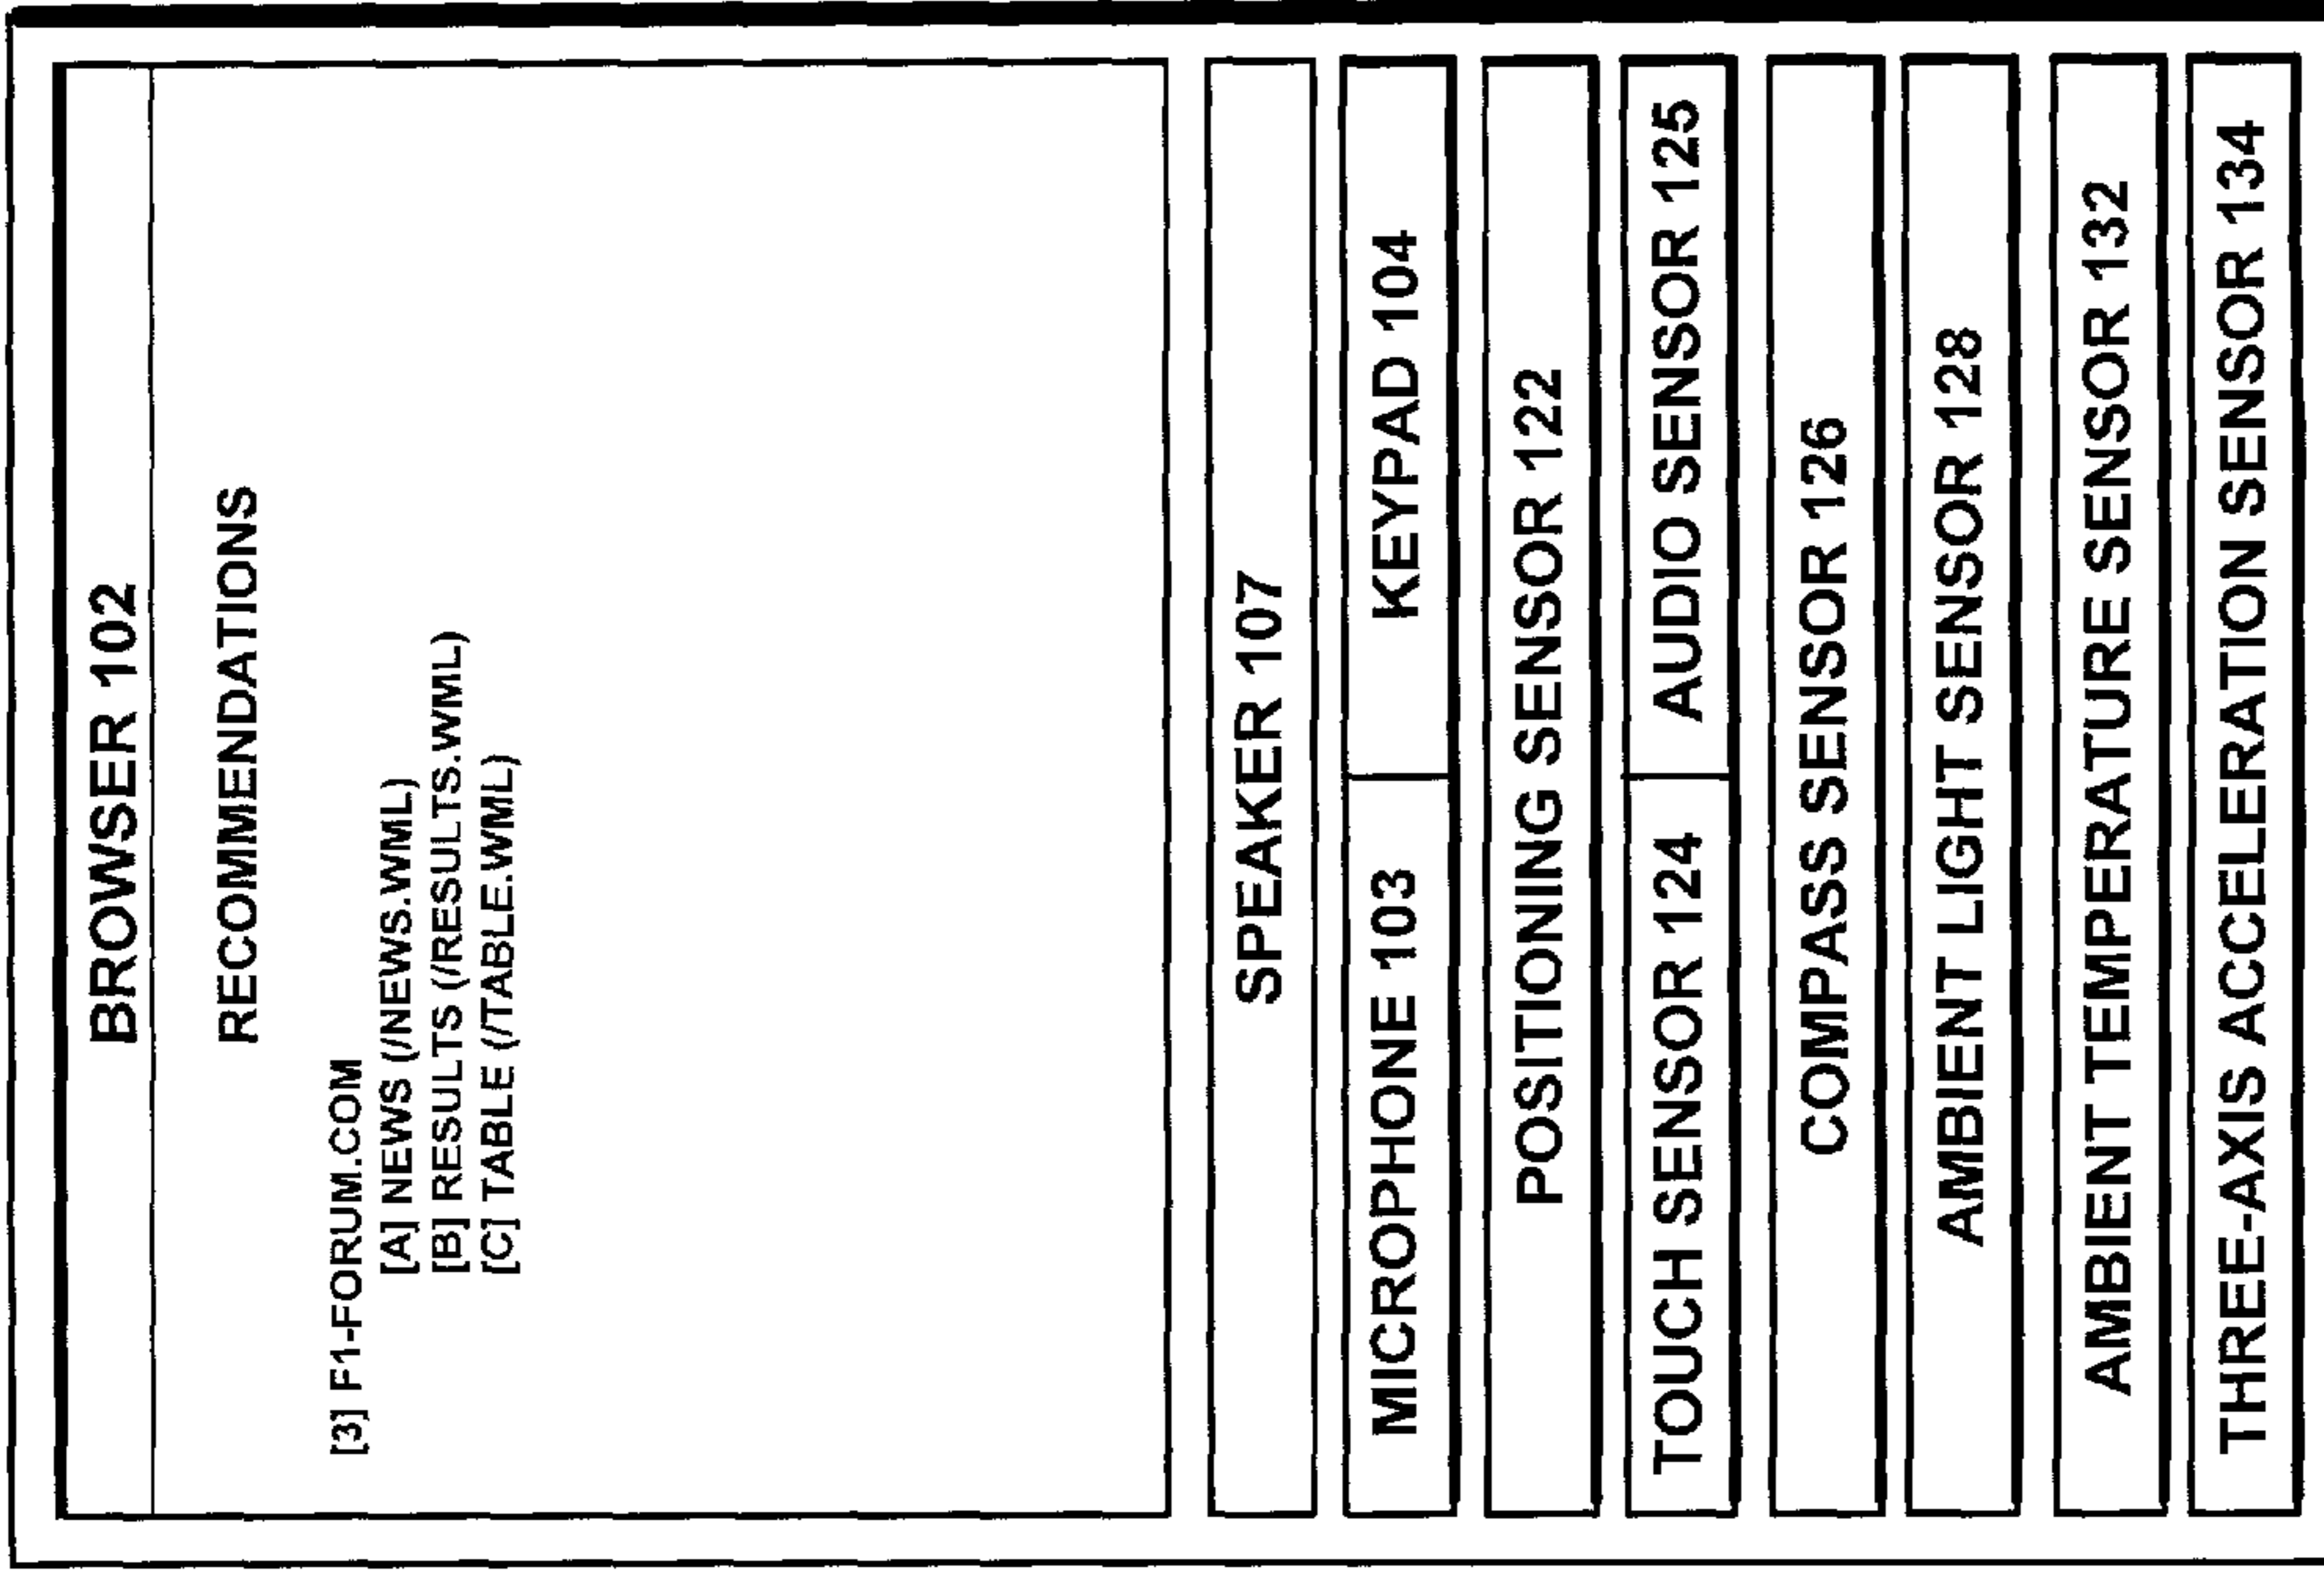 BROWSER 102
RECOMMENDATIONS
[3] F1-FORUM.COM
[A] NEWS (/NEWS.WML)
[B] RESULTS (/RESULTS.WML)
[C] TABLE (/TABLE.WML)
SPEAKER 107
MICROPHONE 103 KEYPAD 104
POSITIONING SENSOR 122
TOUCH SENSOR 124 AUDIO SENSOR 125
COMPASS SENSOR 126
AMBIENT LIGHT SENSOR 128
AMBIENT TEMPERATURE SENSOR 132
THREE-AXIS ACCELERATION SENSOR 134